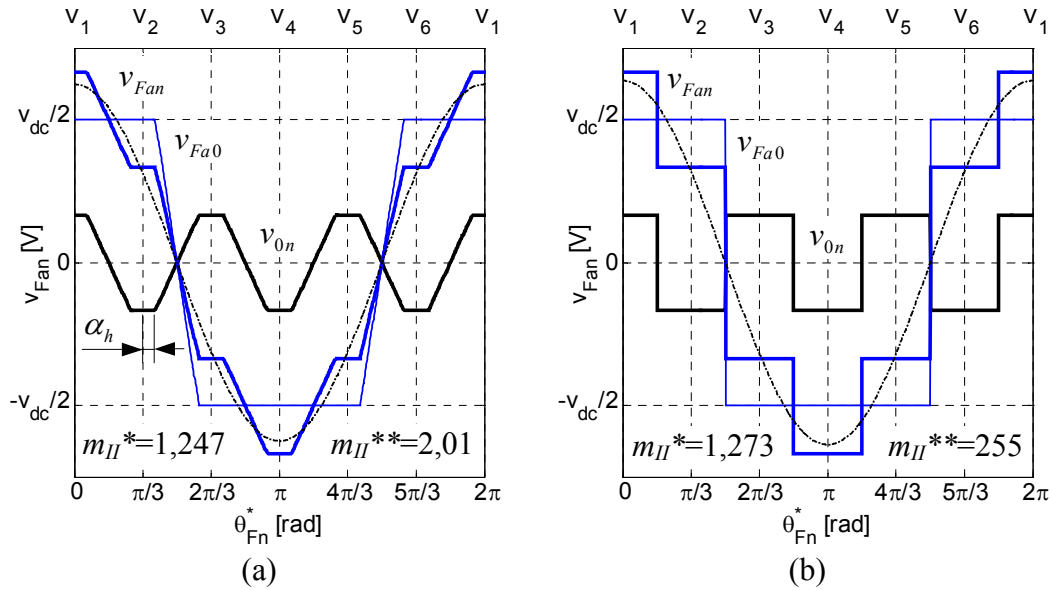 v1 v2 v3 v4 v5 v6 v1
vFan
vdc/2
vFa0
v0n
0
vFan [V]
αh
-vdc/2
mII*=1,247 mII**=2,01
0 π/3 2π/3 π 4π/3 5π/3 2π
θ*Fn [rad]
(a)
v1 v2 v3 v4 v5 v6 v1
vFan
vdc/2
vFa0
v0n
0
vFan [V]
-vdc/2
mII*=1,273 mII**=255
0 π/3 2π/3 π 4π/3 5π/3 2π
θ*Fn [rad]
(b)